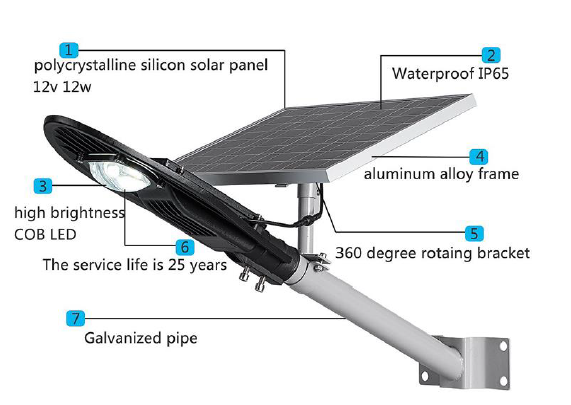 1
polycrystalline silicon solar panel
12v 12w
2
Waterproof IP65
3
high brightness
COB LED
4
aluminum alloy frame
5
360 degree rotaing bracket
6
The service life is 25 years
7
Galvanized pipe